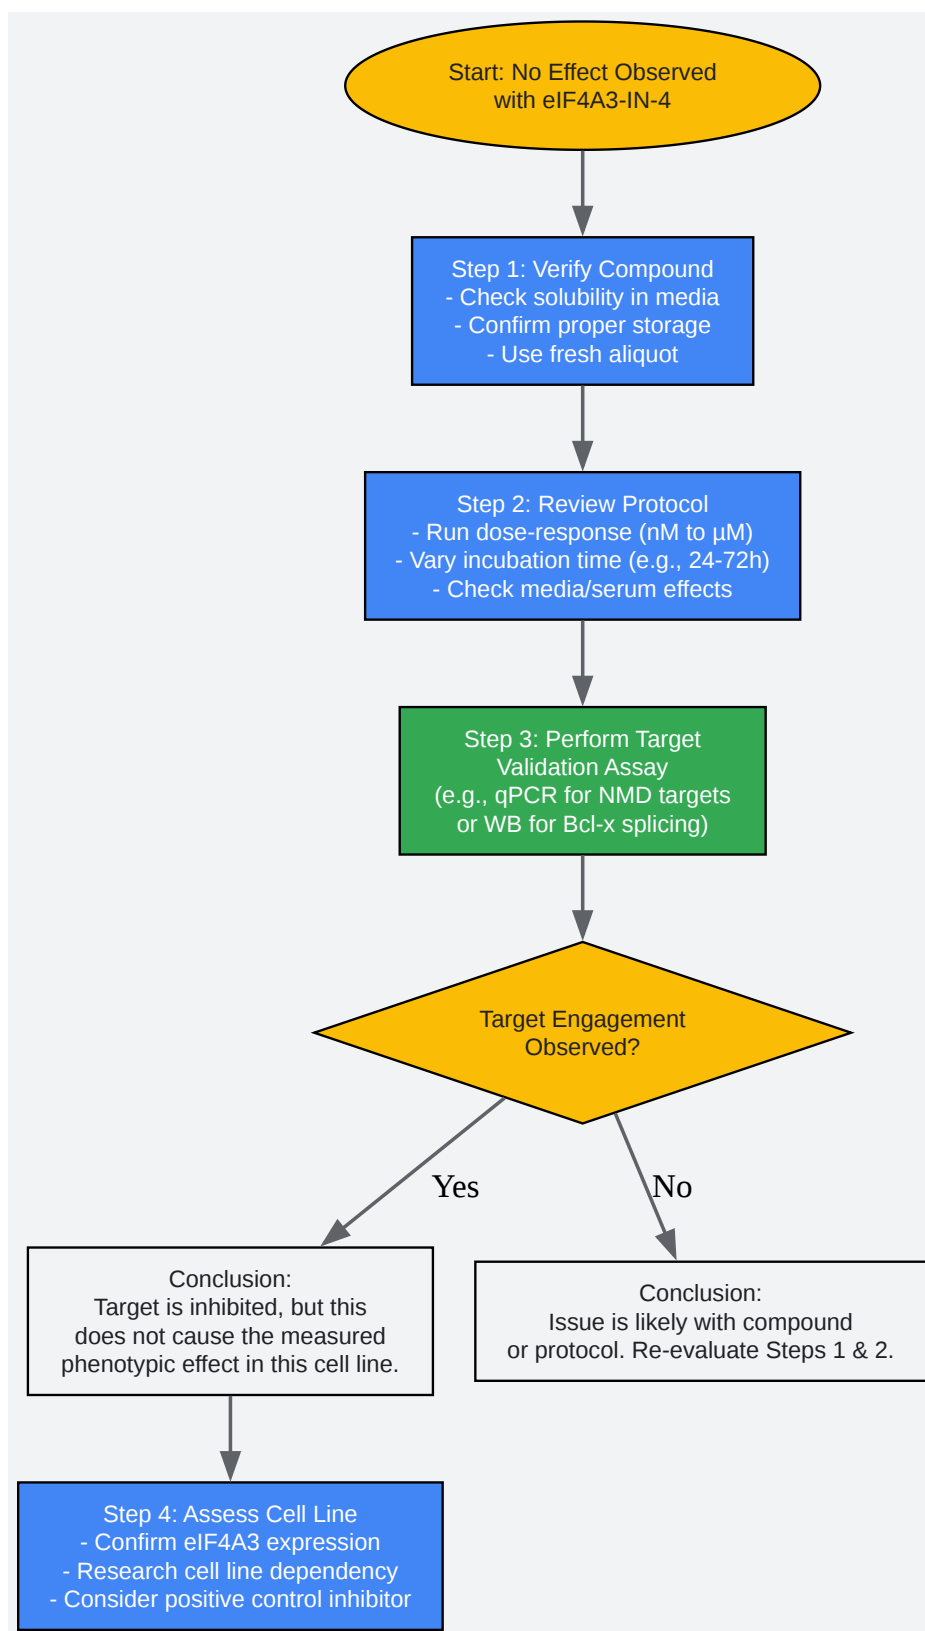 Start: No Effect Observed
with eIF4A3-IN-4
Step 1: Verify Compound
- Check solubility in media
- Confirm proper storage
- Use fresh aliquot
Step 2: Review Protocol
- Run dose-response (nM to µM)
- Vary incubation time (e.g., 24-72h)
- Check media/serum effects
Step 3: Perform Target
Validation Assay
(e.g., qPCR for NMD targets
or WB for Bcl-x splicing)
Target Engagement
Observed?
Yes
No
Conclusion:
Target is inhibited, but this
does not cause the measured
phenotypic effect in this cell line.
Conclusion:
Issue is likely with compound
or protocol. Re-evaluate Steps 1 & 2.
Step 4: Assess Cell Line
- Confirm eIF4A3 expression
- Research cell line dependency
- Consider positive control inhibitor